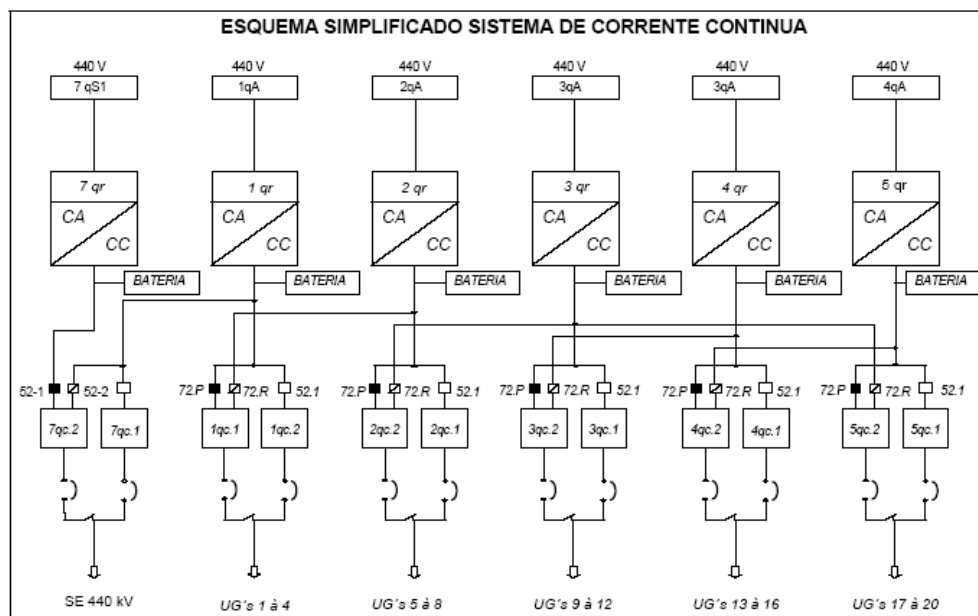 ESQUEMA SIMPLIFICADO SISTEMA DE CORRENTE CONTINUA
440 V 440 V 440 V 440 V 440 V 440 V
7 qS1 1qA 2qA 3qA 3qA 4qA
7 qr 1 qr 2 qr 3 qr 4 qr 5 qr
CA CA CA CA CA CA
CC CC CC CC CC CC
BATERIA BATERIA BATERIA BATERIA BATERIA BATERIA
52-1 52-2 72.P 72.R 52.1 72.P 72.R 52.1 72.P 72.R 52.1 72.P 72.R 52.1 72.P 72.R 52.1
7qc.2 7qc.1 1qc.1 1qc.2 2qc.2 2qc.1 3qc.2 3qc.1 4qc.2 4qc.1 5qc.2 5qc.1
SE 440 kV UG´s 1 à 4 UG´s 5 à 8 UG´s 9 à 12 UG´s 13 à 16 UG´s 17 à 20